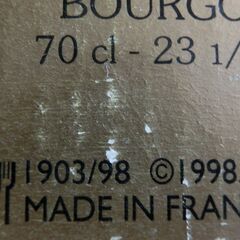 BOURGO
70 cl - 23 1/
1903/98 ©1998
MADE IN FRAN